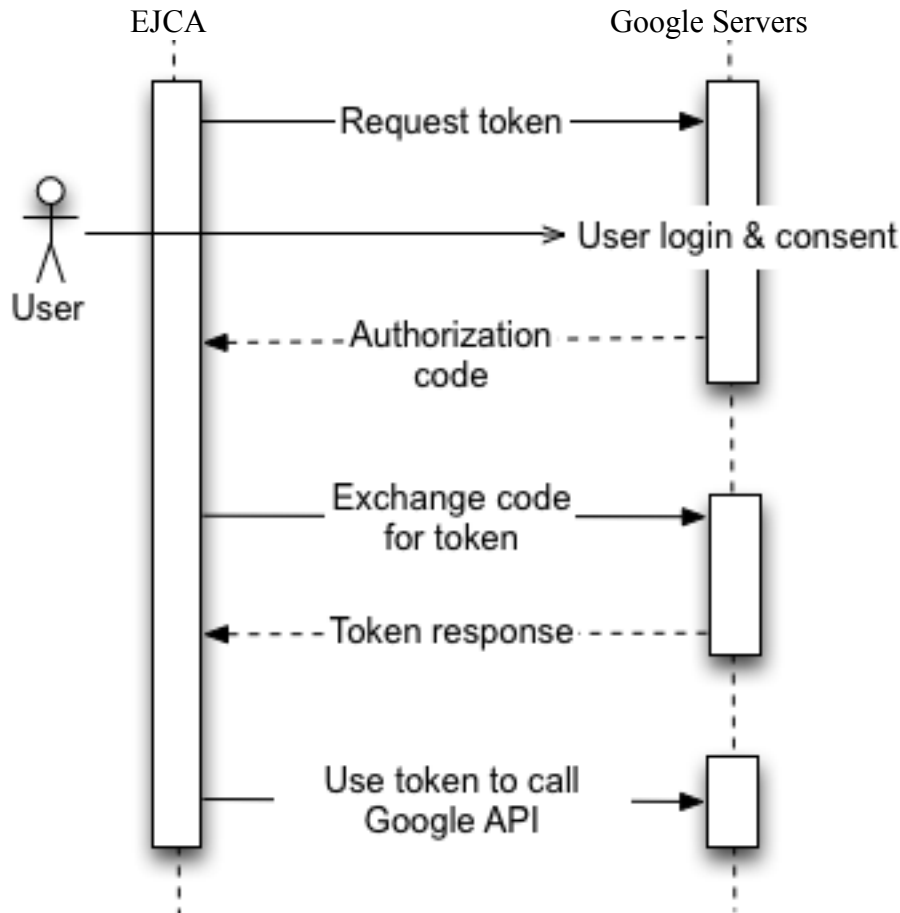 EJCA
Google Servers
Request token
User login & consent
User
Authorization
code
Exchange code
for token
Token response
Use token to call
Google API